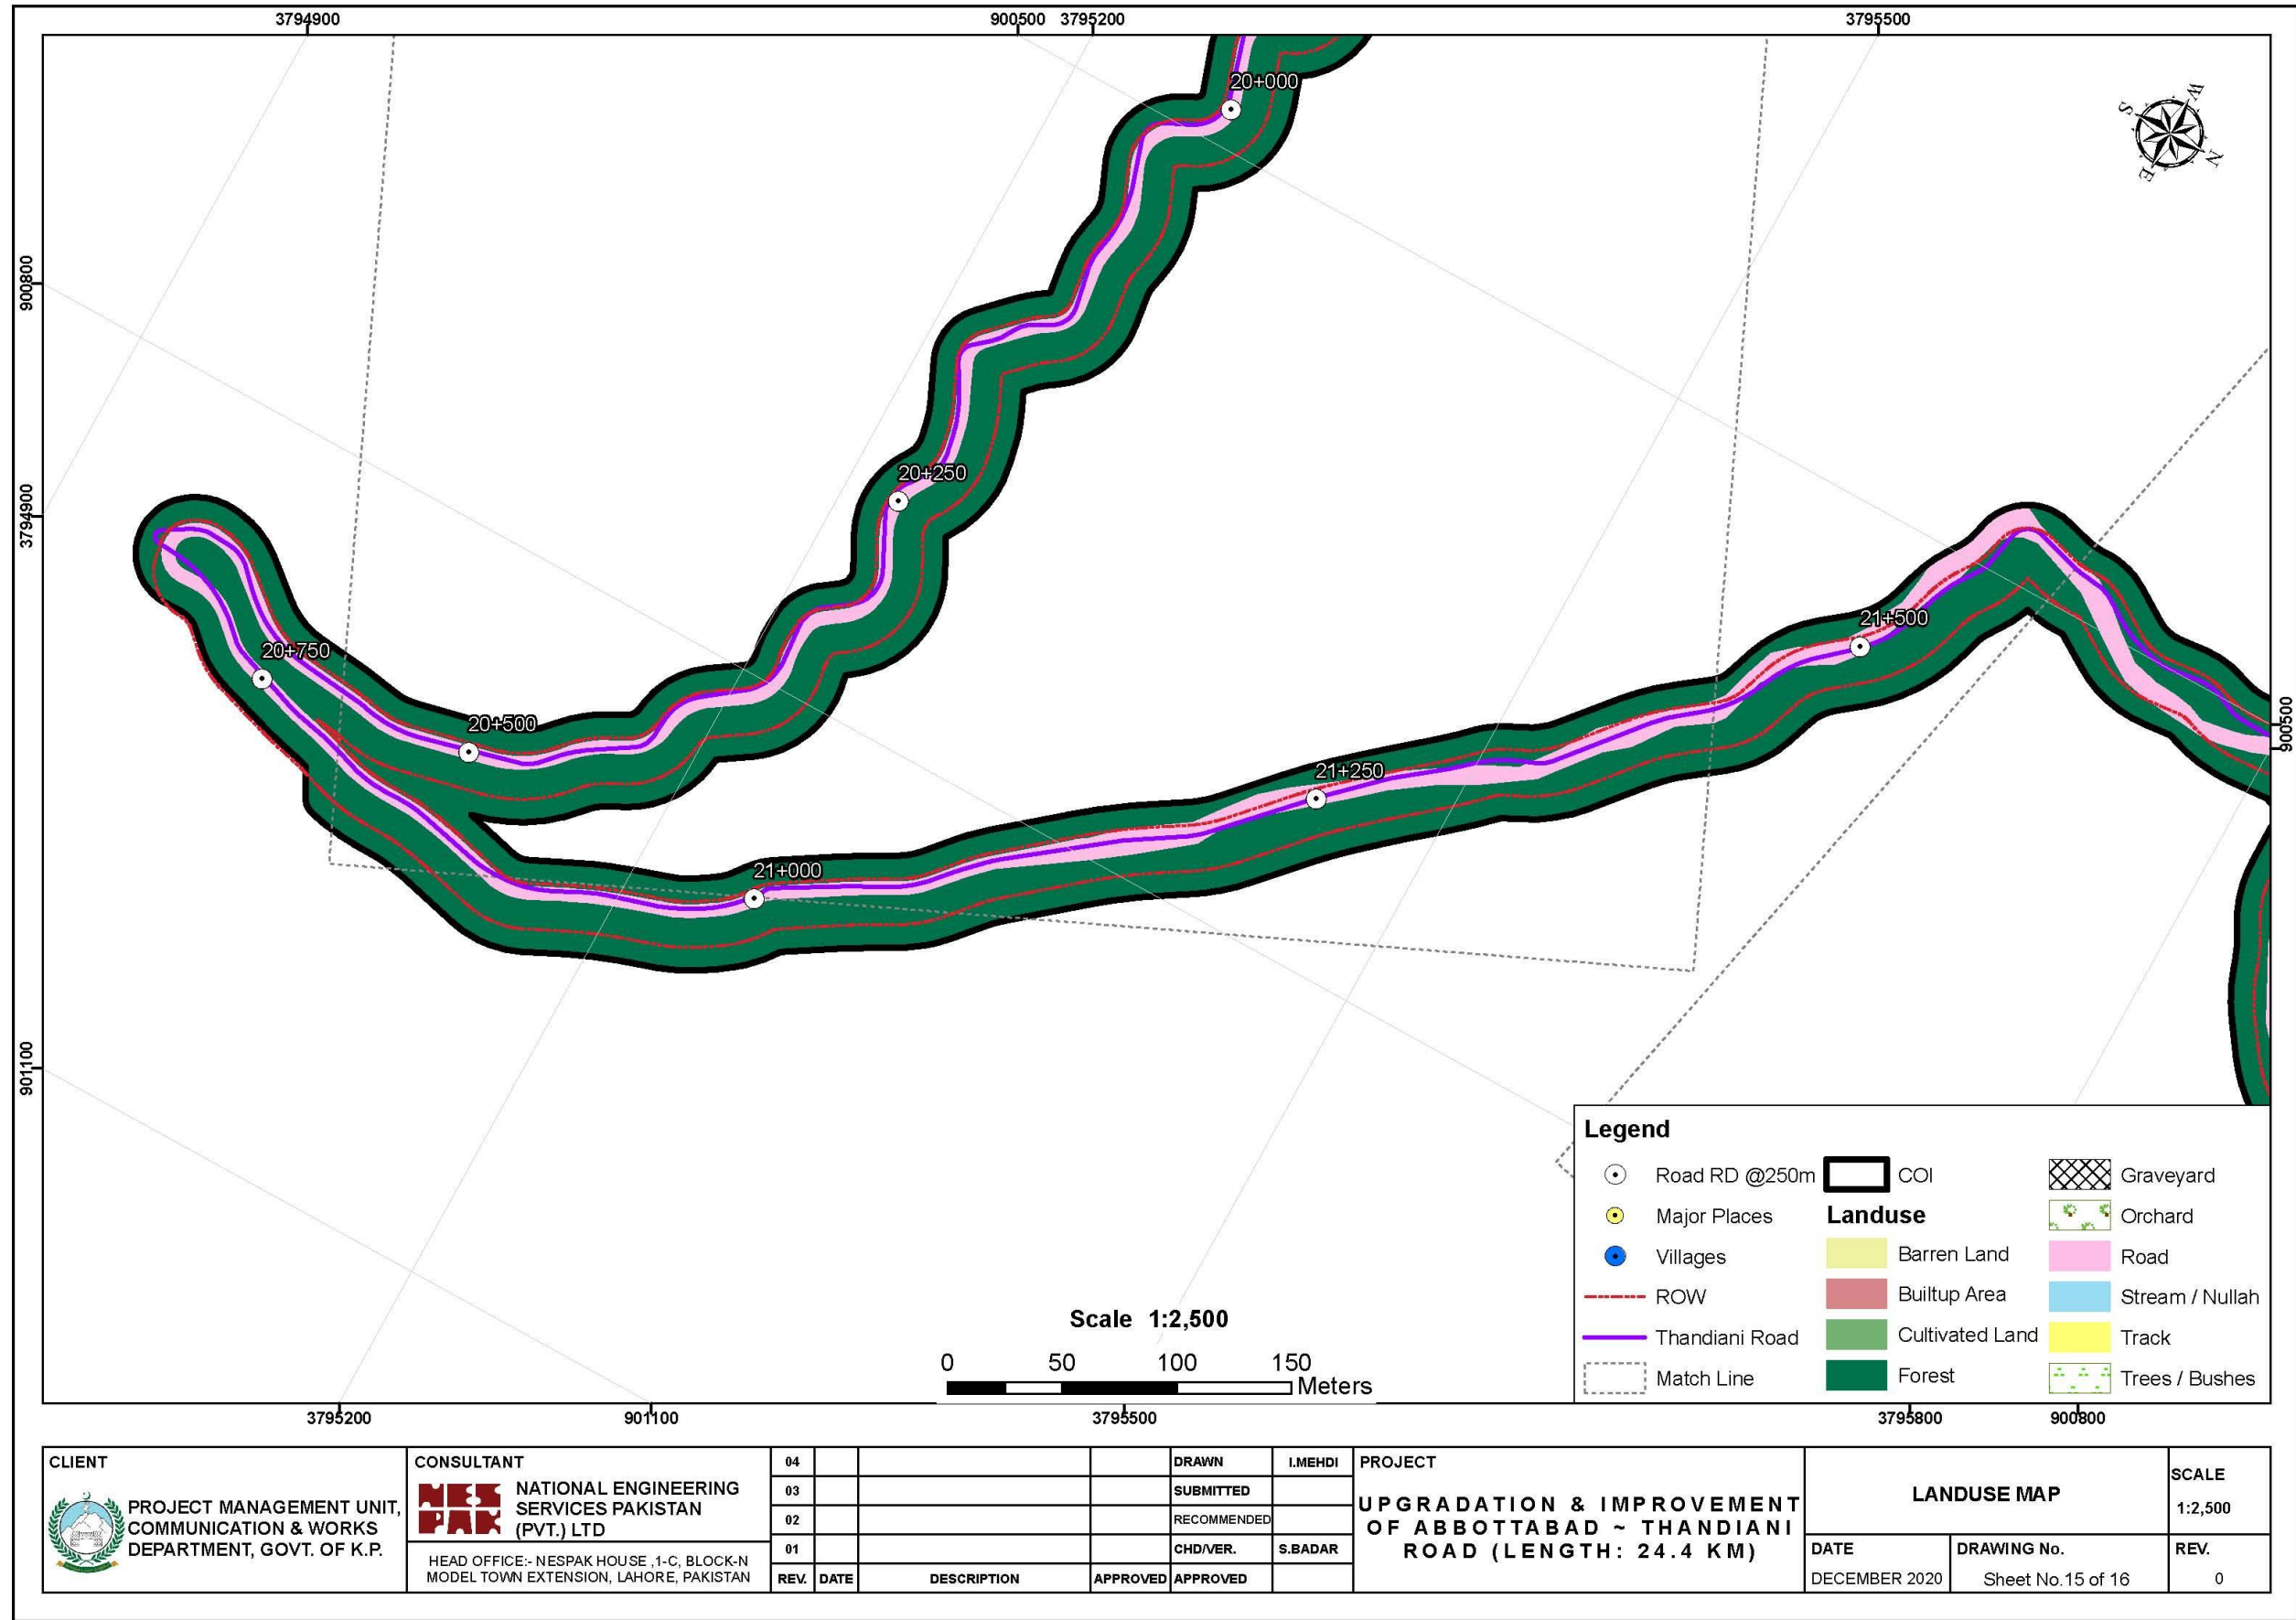 3794900
900500
3795200
3795500
900800
3794900
901100
900500
W
S
N
E
20+000
20+250
20+750
20+500
21+500
21+250
21+000
Legend
Road RD @250m
Major Places
Villages
ROW
Thandiani Road
Match Line
COI
Landuse
Barren Land
Builtup Area
Cultivated Land
Forest
Graveyard
Orchard
Road
Stream / Nullah
Track
Trees / Bushes
Scale 1:2,500
0 50 100 150
Meters
3795200
901100
3795500
3795800
900800
CLIENT
PROJECT MANAGEMENT UNIT,
COMMUNICATION & WORKS
DEPARTMENT, GOVT. OF K.P.
CONSULTANT
NES
PAK
NATIONAL ENGINEERING
SERVICES PAKISTAN
(PVT.) LTD
HEAD OFFICE:- NESPAK HOUSE ,1-C, BLOCK-N
MODEL TOWN EXTENSION, LAHORE, PAKISTAN
04
03
02
01
REV. DATE DESCRIPTION APPROVED
DRAWN I.MEHDI
SUBMITTED
RECOMMENDED
CHD/VER. S.BADAR
APPROVED
PROJECT
UPGRADATION & IMPROVEMENT
OF ABBOTTABAD ~ THANDIANI
ROAD (LENGTH: 24.4 KM)
LANDUSE MAP
SCALE
1:2,500
DATE
DECEMBER 2020
DRAWING No.
Sheet No.15 of 16
REV.
0